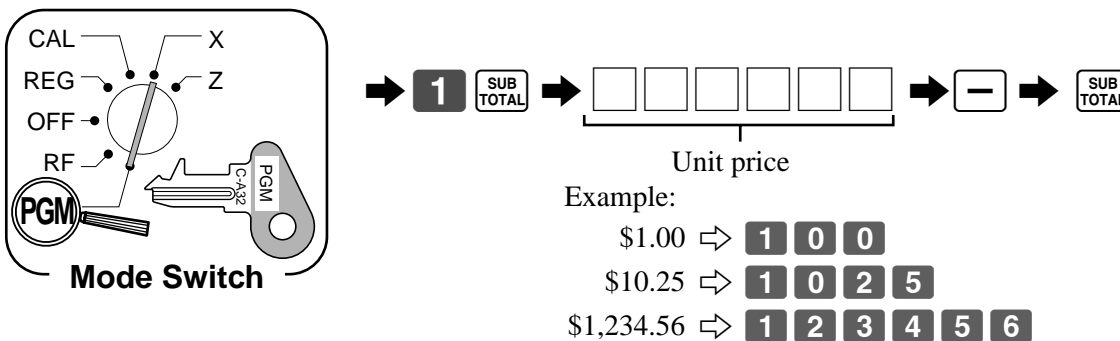 CAL X
REG Z
OFF
RF
PGM
C-A32
PGM
Mode Switch
1 SUB TOTAL − SUB
Unit price
Example:
$1.00 ⇨ 1 0 0
$10.25 ⇨ 1 0 2 5
$1,234.56 ⇨ 1 2 3 4 5 6